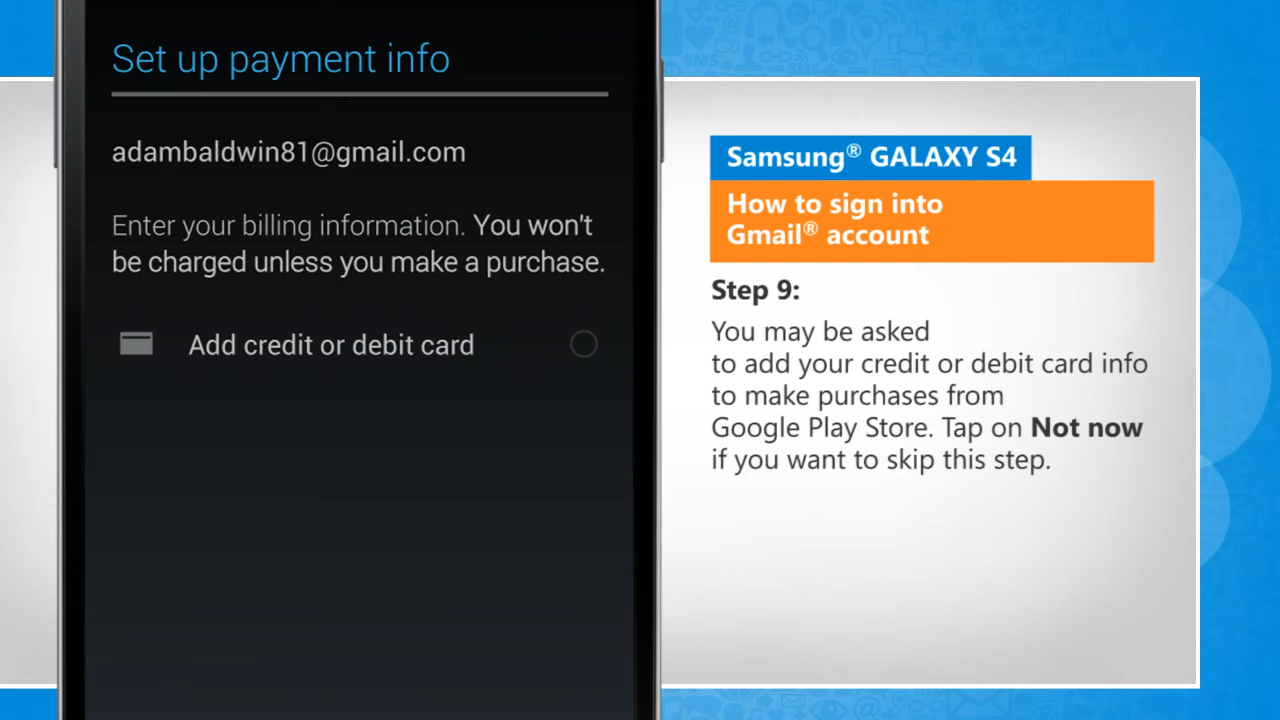 Set up payment info
adambaldwin81@gmail.com
Enter your billing information. You won't
be charged unless you make a purchase.
Add credit or debit card
Samsung® GALAXY S4
How to sign into
Gmail® account
Step 9:
You may be asked
to add your credit or debit card info
to make purchases from
Google Play Store. Tap on Not now
if you want to skip this step.
SMS